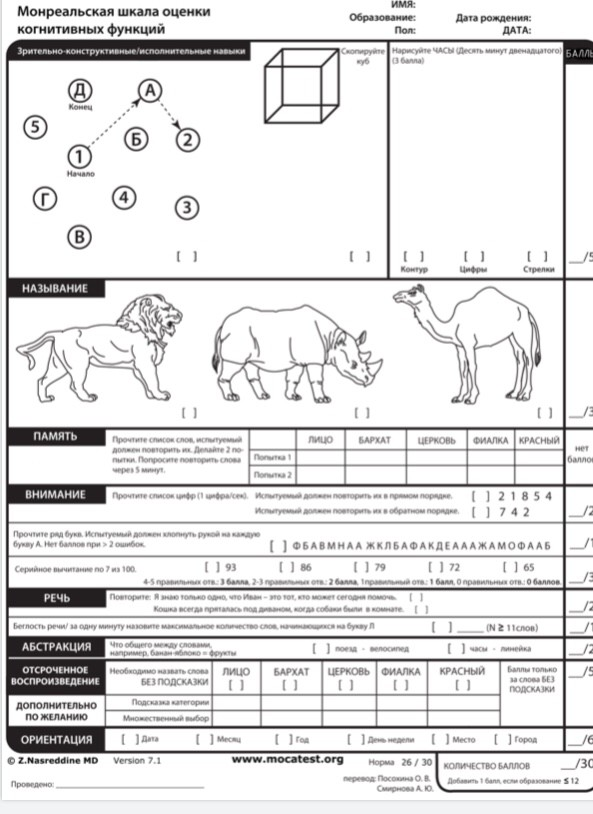 Монреальская шкала оценки
когнитивных функций
ИМЯ:
Образование: Дата рождения:
Пол: ДАТА:
Зрительно-конструктивные/исполнительные навыки
Скопируйте
куб
Нарисуйте ЧАСЫ (Десять минут двенадцатого)
(3 балла)
БАЛЛЫ
Д
Конец
А
5
Б
2
1
Начало
Г
4
3
В
[ ] [ ] [ ] [ ] [ ] __/5
Контур Цифры Стрелки
НАЗЫВАНИЕ
[ ] [ ] [ ] __/3
ПАМЯТЬ
Прочтите список слов, испытуемый
должен повторить их. Делайте 2 по-
пытки. Попросите повторить слова
через 5 минут.
ЛИЦО БАРХАТ ЦЕРКОВЬ ФИАЛКА КРАСНЫЙ
Попытка 1
Попытка 2
нет
баллов
ВНИМАНИЕ
Прочтите список цифр (1 цифра/сек). Испытуемый должен повторить их в прямом порядке. [ ] 2 1 8 5 4
Испытуемый должен повторить их в обратном порядке. [ ] 7 4 2 __/2
Прочтите ряд букв. Испытуемый должен хлопнуть рукой на каждую
букву А. Нет баллов при > 2 ошибок. [ ] Ф Б А В М Н А А Ж К Л Б А Ф А К Д Е А А А Ж А М О Ф А А Б __/1
Серийное вычитание по 7 из 100. [ ] 93 [ ] 86 [ ] 79 [ ] 72 [ ] 65
4-5 правильных отв.: 3 балла, 2-3 правильных отв.: 2 балла, 1правильный отв.: 1 балл, 0 правильных отв.: 0 баллов. __/3
РЕЧЬ
Повторите: Я знаю только одно, что Иван – это тот, кто может сегодня помочь. [ ]
Кошка всегда пряталась под диваном, когда собаки были в комнате. [ ] __/2
Беглость речи/ за одну минуту назовите максимальное количество слов, начинающихся на букву Л [ ] _____ (N ≥ 11слов) __/1
АБСТРАКЦИЯ
Что общего между словами,
например, банан-яблоко = фрукты [ ] поезд - велосипед [ ] часы - линейка __/2
ОТСРОЧЕННОЕ
ВОСПРОИЗВЕДЕНИЕ
Необходимо назвать слова
БЕЗ ПОДСКАЗКИ
ЛИЦО БАРХАТ ЦЕРКОВЬ ФИАЛКА КРАСНЫЙ
[ ] [ ] [ ] [ ] [ ]
Баллы только
за слова БЕЗ
ПОДСКАЗКИ
__/5
ДОПОЛНИТЕЛЬНО
ПО ЖЕЛАНИЮ
Подсказка категории
Множественный выбор
ОРИЕНТАЦИЯ [ ] Дата [ ] Месяц [ ] Год [ ] День недели [ ] Место [ ] Город __/6
© Z.Nasreddine MD Version 7.1 www.mocatest.org Норма 26 / 30 КОЛИЧЕСТВО БАЛЛОВ __/30
перевод: Посохина О. В.
Смирнова А. Ю.
Добавить 1 балл, если образование ≤ 12
Проведено: ____________________